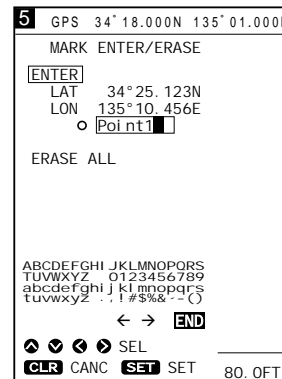 5 GPS 34°18.000N 135°01.000
MARK ENTER/ERASE
ENTER
LAT 34°25.123N
LON 135°10.456E
Point1
ERASE ALL
ABCDEFGHIJKLMNOPQRS
TUVWXYZ 0123456789
abcdefghijklmnopqrs
tuvwxyz .,!#$%&'-()
← → END
SEL
CLR CANC SET SET
80.0FT